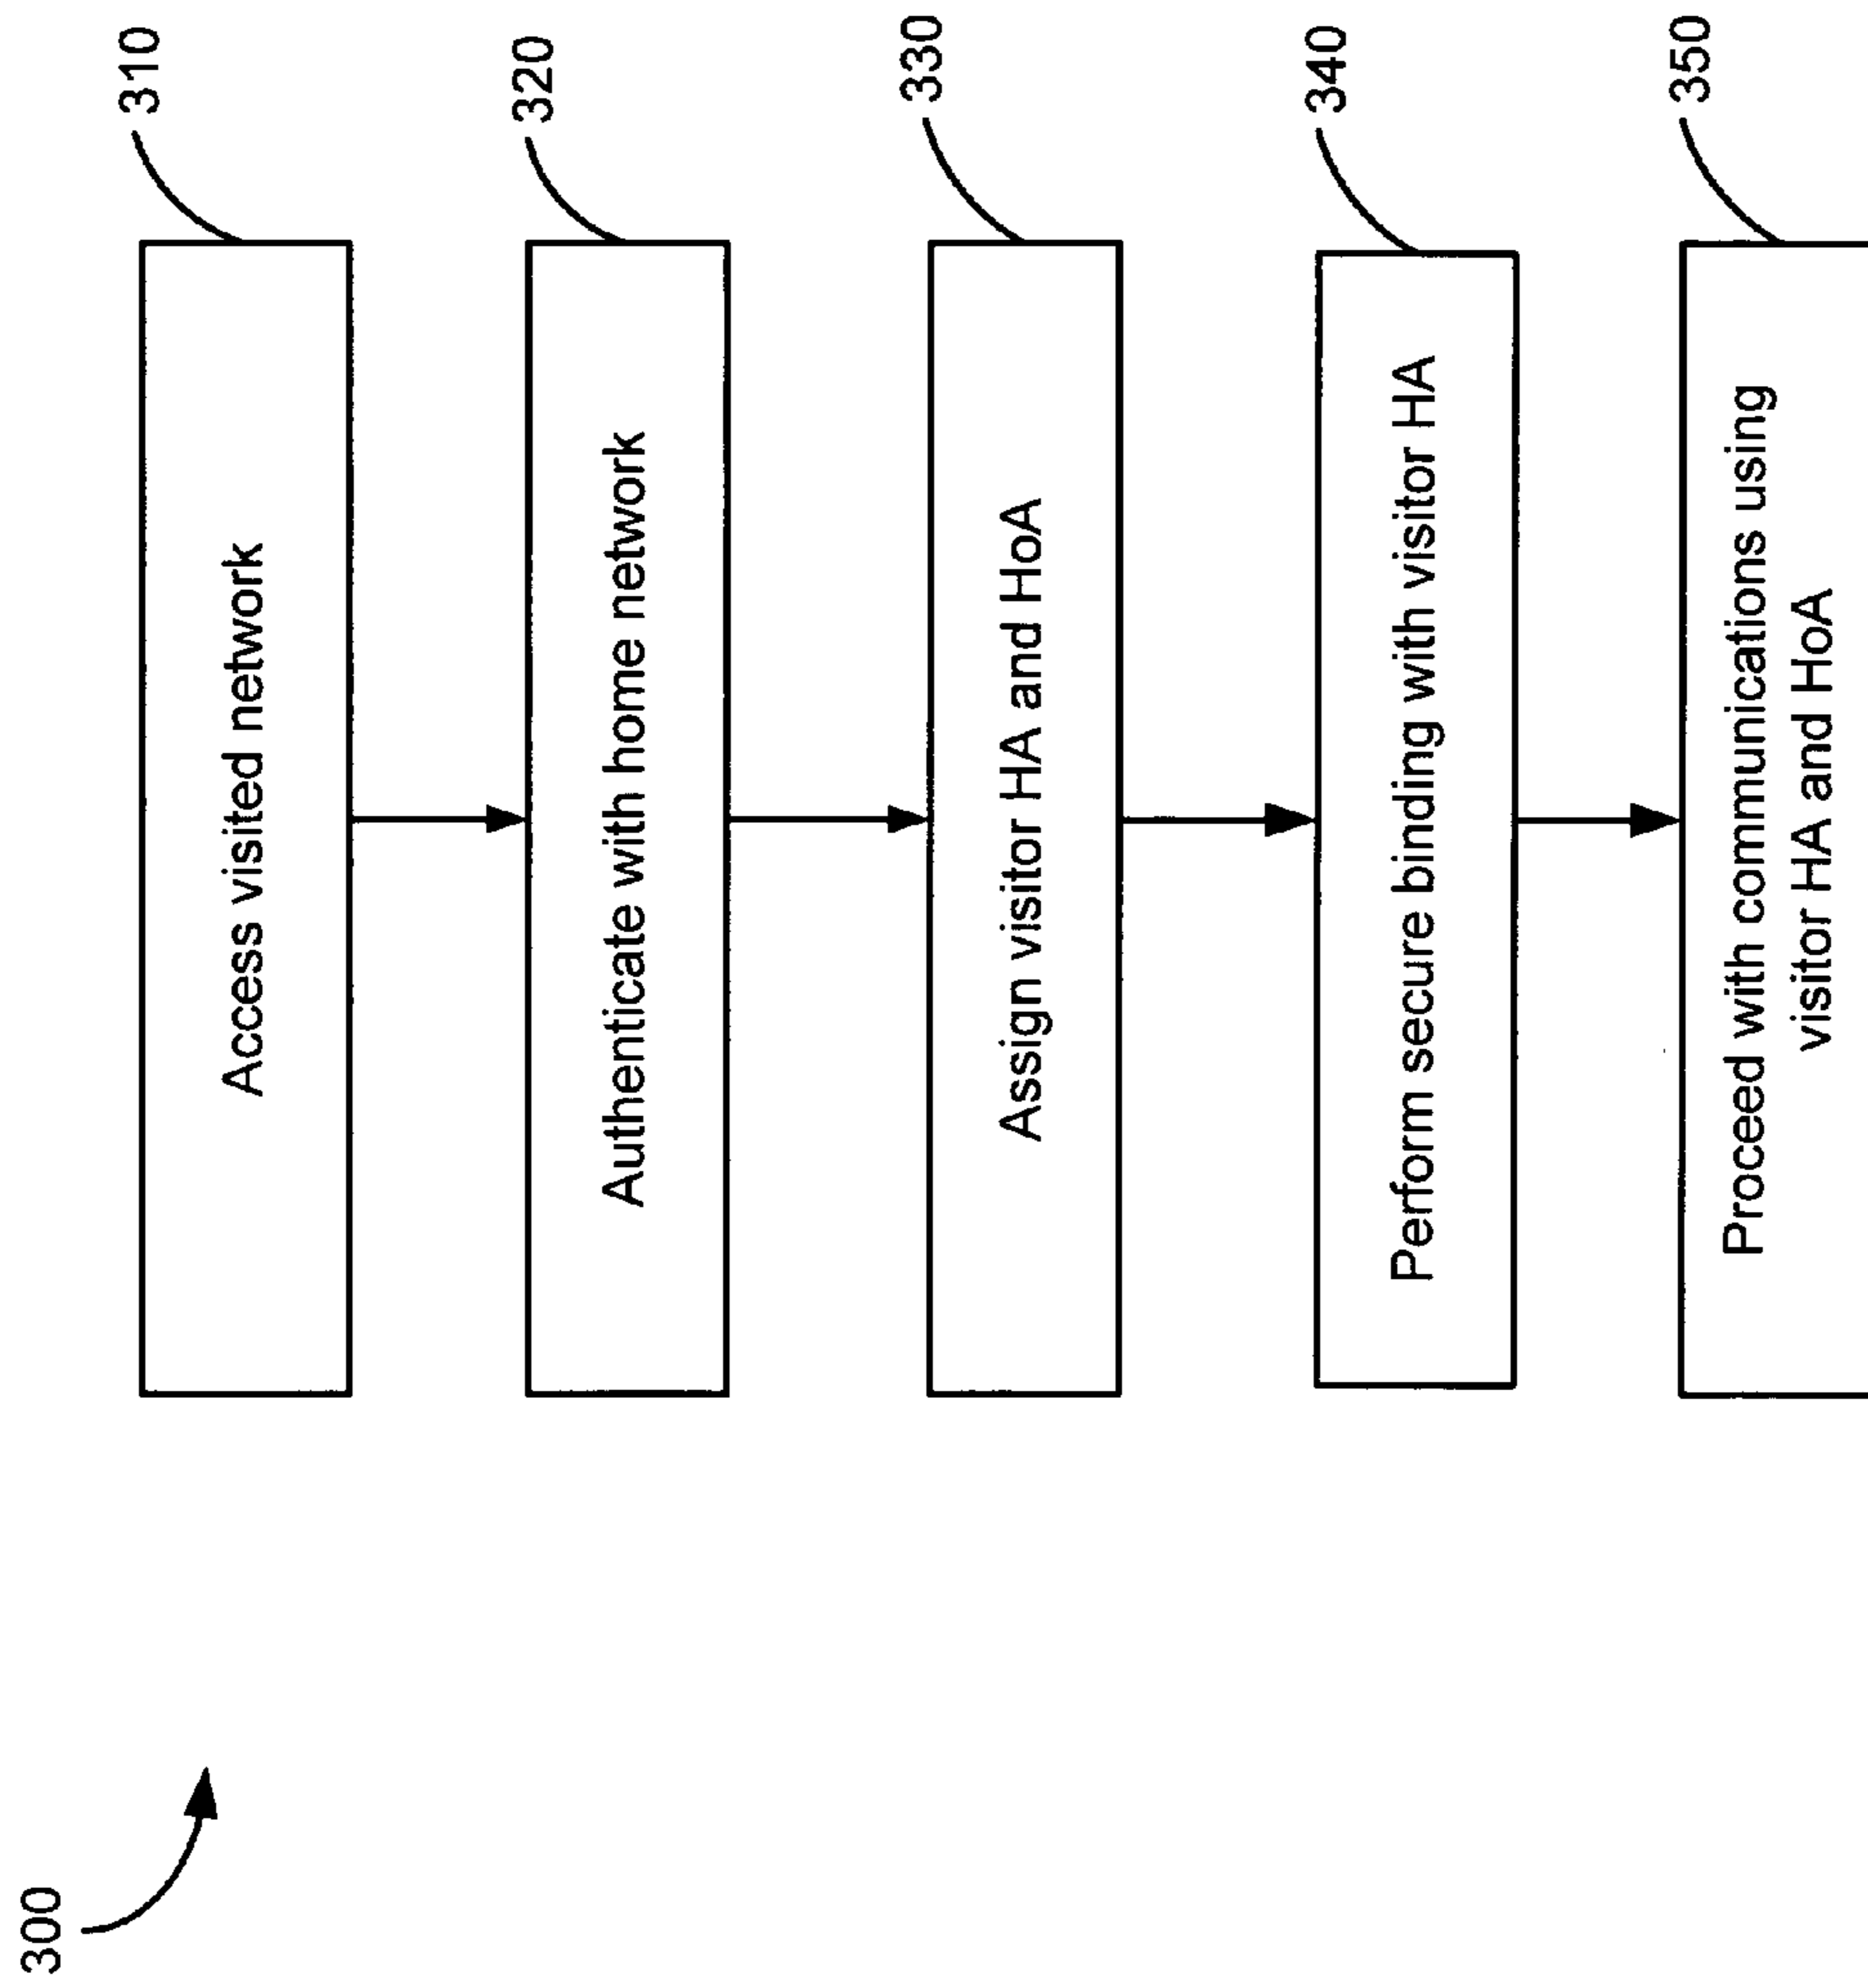 300
310
Access visited network
320
Authenticate with home network
330
Assign visitor HA and HoA
340
Perform secure binding with visitor HA
350
Proceed with communications using
visitor HA and HoA